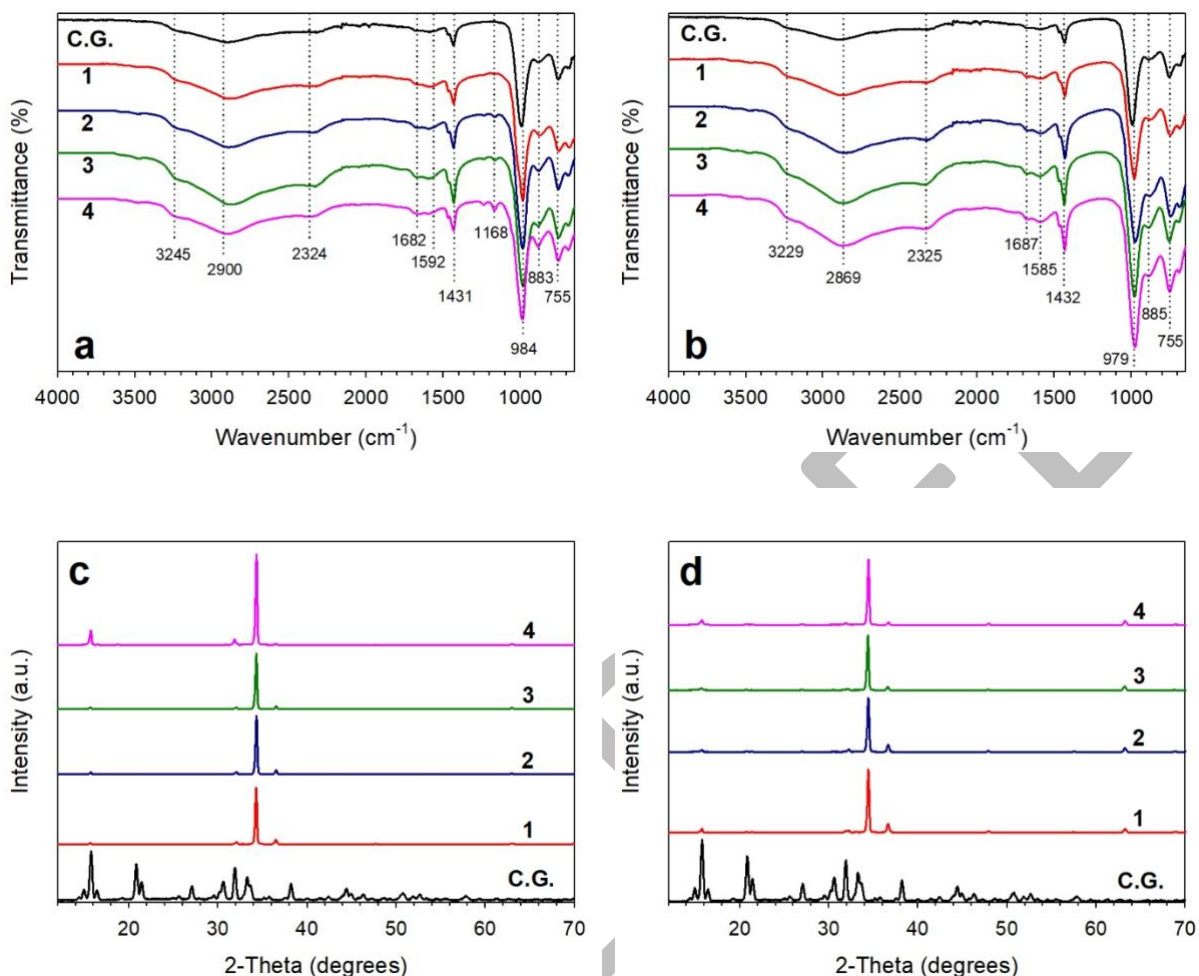 C.G.
1
2
3
4
3245
2900
2324
1682
1592
1431
1168
984
883
755
a
Transmittance (%)
4000 3500 3000 2500 2000 1500 1000
Wavenumber (cm⁻¹)
C.G.
1
2
3
4
3229
2869
2325
1687
1585
1432
979
885
755
b
Transmittance (%)
4000 3500 3000 2500 2000 1500 1000
Wavenumber (cm⁻¹)
c
4
3
2
1
C.G.
Intensity (a.u.)
20 30 40 50 60 70
2-Theta (degrees)
d
4
3
2
1
C.G.
Intensity (a.u.)
20 30 40 50 60 70
2-Theta (degrees)